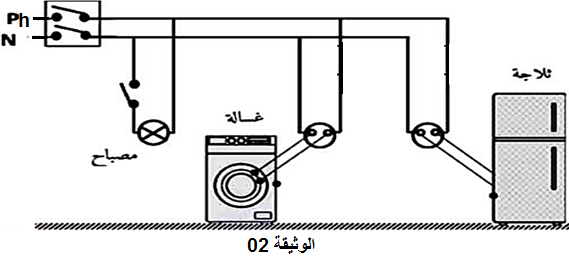 Ph
N
ثلاجة
غسالة
مصباح
الوثيقة 02